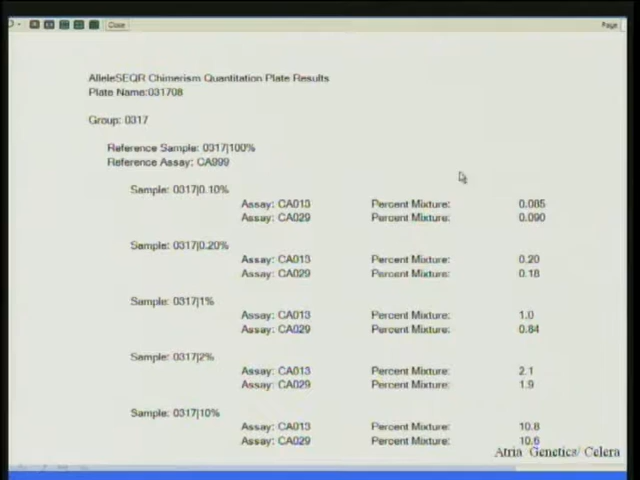 Close
Page
AlleleSEQR Chimerism Quantitation Plate Results
Plate Name:031708
Group: 0317
Reference Sample: 0317|100%
Reference Assay: CA999
Sample: 0317|0.10%
Assay: CA013 Percent Mixture: 0.085
Assay: CA029 Percent Mixture: 0.090
Sample: 0317|0.20%
Assay: CA013 Percent Mixture: 0.20
Assay: CA029 Percent Mixture: 0.18
Sample: 0317|1%
Assay: CA013 Percent Mixture: 1.0
Assay: CA029 Percent Mixture: 0.84
Sample: 0317|2%
Assay: CA013 Percent Mixture: 2.1
Assay: CA029 Percent Mixture: 1.9
Sample: 0317|10%
Assay: CA013 Percent Mixture: 10.8
Assay: CA029 Percent Mixture: 10.6
Atria Genetics/ Celera